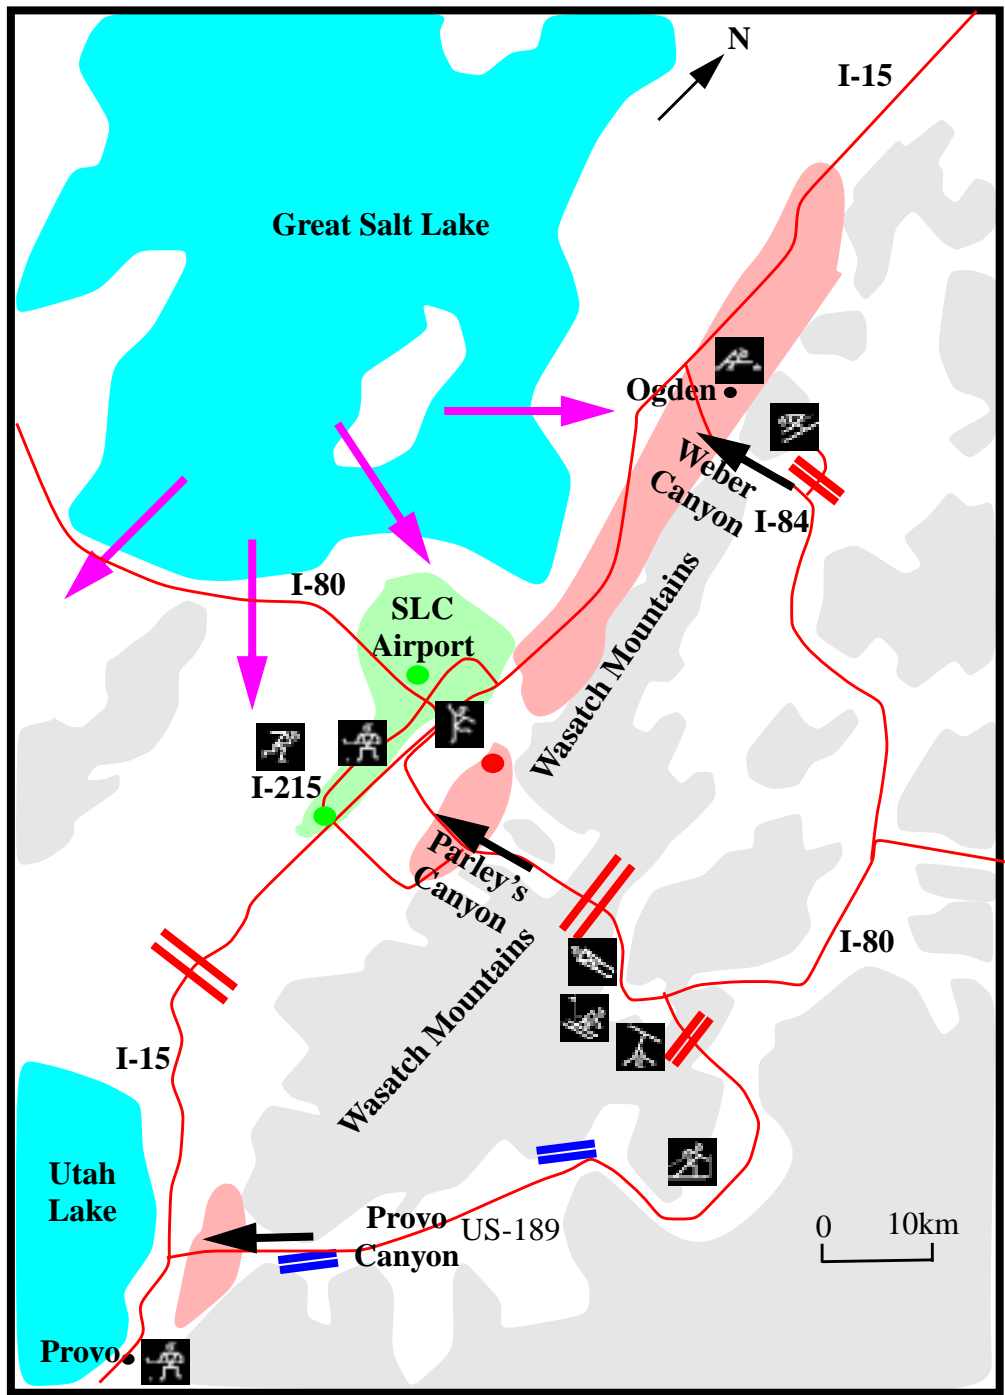 N
I-15
Great Salt Lake
Ogden
Weber
Canyon
I-84
I-80
SLC
Airport
Wasatch Mountains
I-215
Parley's
Canyon
I-80
Wasatch Mountains
I-15
Utah
Lake
Provo
Canyon
US-189
0 10km
Provo